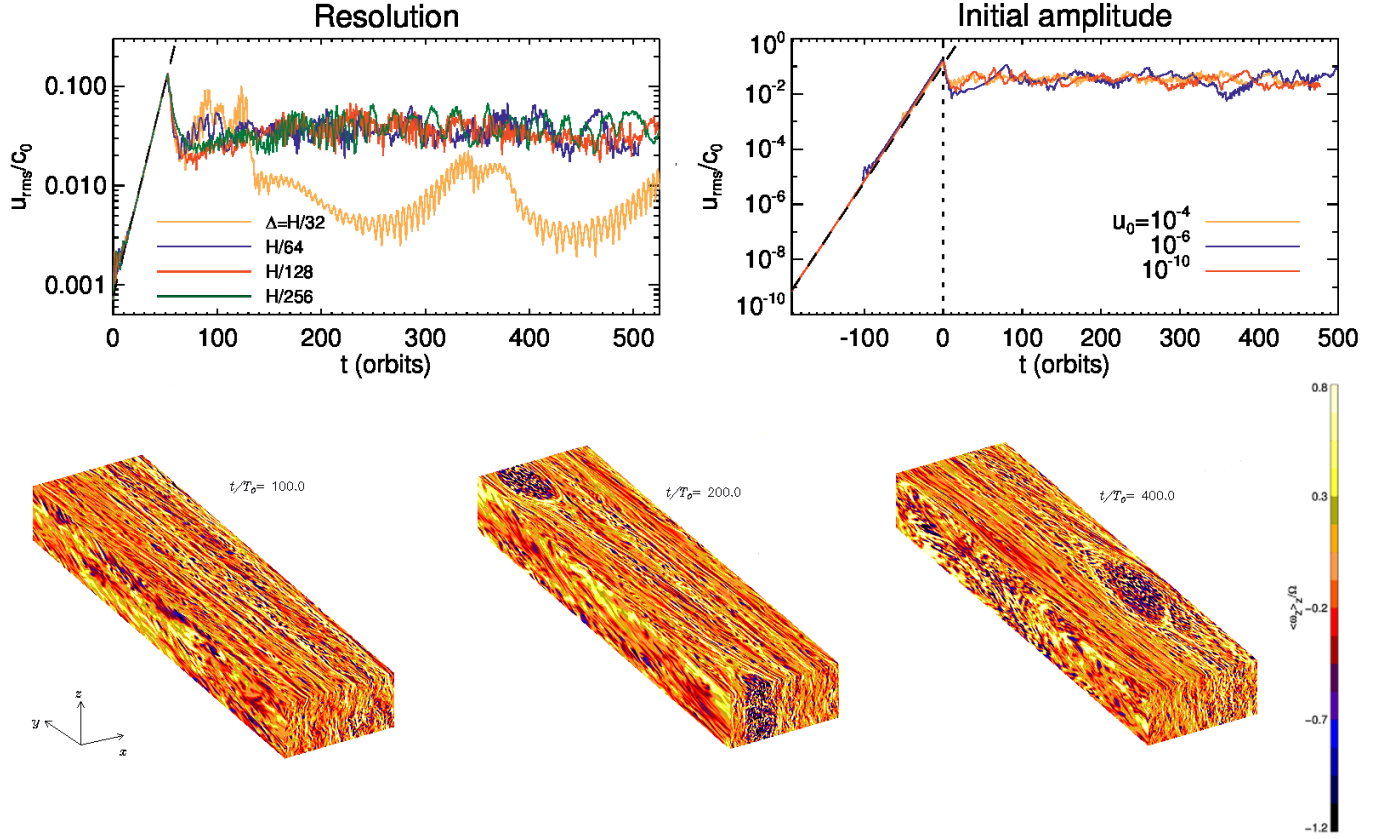 Resolution
Initial amplitude
0.100
0.010
0.001
u_rms/c_0
Δ=H/32
H/64
H/128
H/256
0 100 200 300 400 500
t (orbits)
10^0
10^-2
10^-4
10^-6
10^-8
10^-10
u_rms/c_0
u_0=10^-4
10^-6
10^-10
-100 0 100 200 300 400 500
t (orbits)
t/T_0= 100.0
t/T_0= 200.0
t/T_0= 400.0
z
y
x
0.8
0.3
-0.2
-0.7
-1.2
<ω_z>_z/Ω